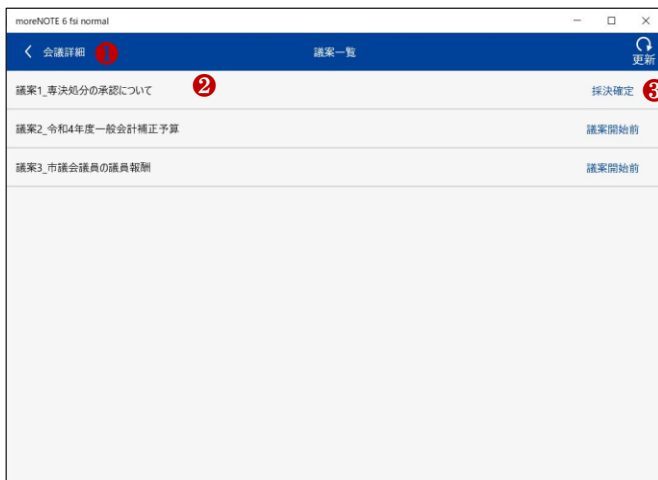 moreNOTE 6 fsi normal
会議詳細 ❶ 議案一覧 更新
議案1_専決処分の承認について ❷ 採決確定 ❸
議案2_令和4年度一般会計補正予算 議案開始前
議案3_市議会議員の議員報酬 議案開始前